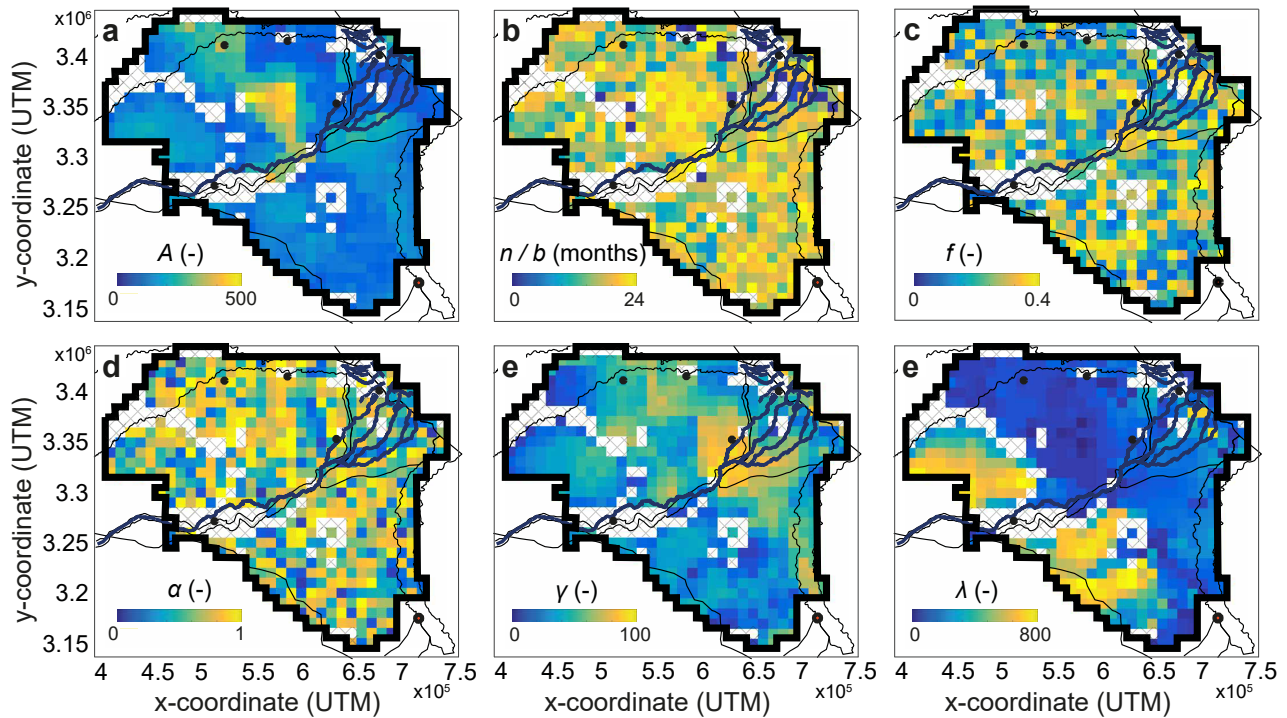 x10⁶
a
b
c
y-coordinate (UTM)
3.4
3.35
3.3
3.25
3.2
3.15
A (-)
0
500
n / b (months)
0
24
f (-)
0
0.4
x10⁶
d
e
e
y-coordinate (UTM)
3.4
3.35
3.3
3.25
3.2
3.15
α (-)
0
1
γ (-)
0
100
λ (-)
0
800
4 4.5 5 5.5 6 6.5 7 7.5
x10⁵
x-coordinate (UTM)
4 4.5 5 5.5 6 6.5 7 7.5
x10⁵
x-coordinate (UTM)
4 4.5 5 5.5 6 6.5 7 7.5
x10⁵
x-coordinate (UTM)